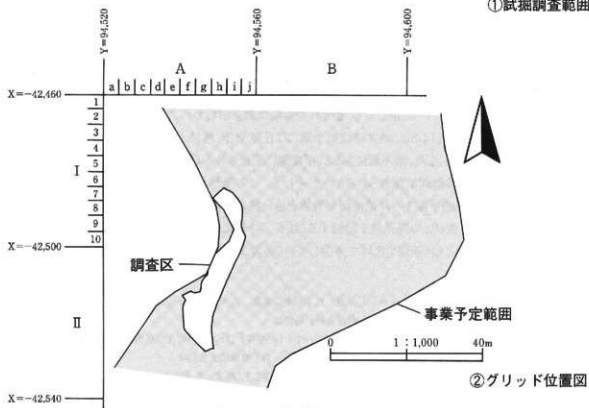 ①試掘調査範囲
Y=94,520
Y=94,560
Y=94,600
A
B
a b c d e f g h i j
X=-42,460
1
2
3
4
5
6
7
8
9
10
Ⅰ
X=-42,500
調査区
Ⅱ
事業予定範囲
0 1:1,000 40m
②グリッド位置図
X=-42,540